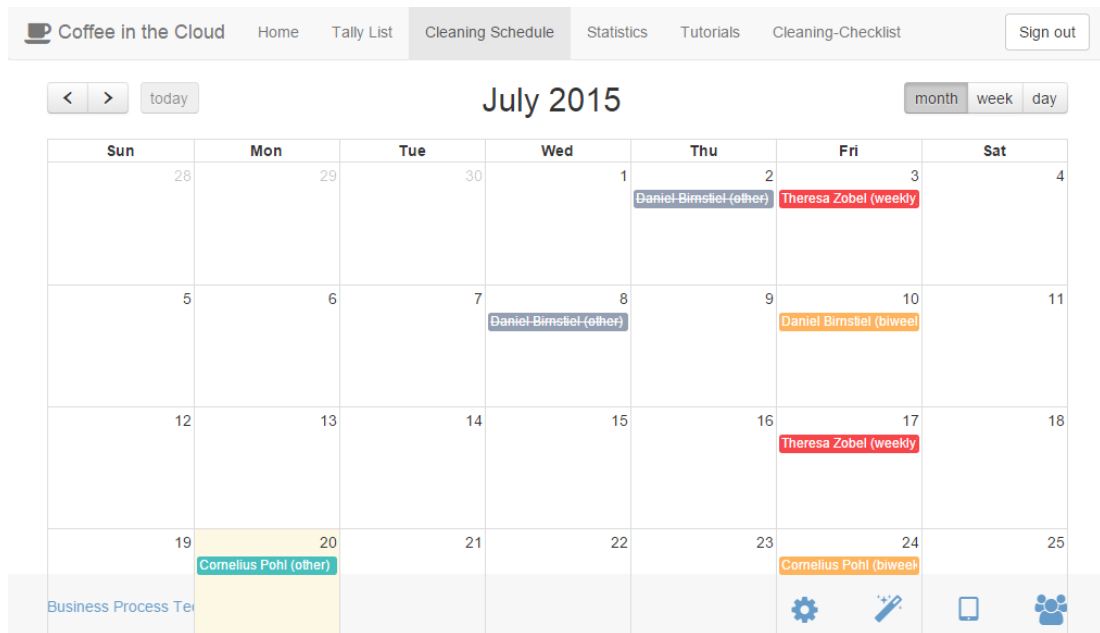 Coffee in the Cloud Home Tally List Cleaning Schedule Statistics Tutorials Cleaning-Checklist Sign out
today July 2015 month week day
Sun Mon Tue Wed Thu Fri Sat
28 29 30 1 2 3 4
Daniel Birnstiel (other) Theresa Zobel (weekly
5 6 7 8 9 10 11
Daniel Birnstiel (other) Daniel Birnstiel (biweel
12 13 14 15 16 17 18
Theresa Zobel (weekly
19 20 21 22 23 24 25
Cornelius Pohl (other) Cornelius Pohl (biweek
Business Process Tec